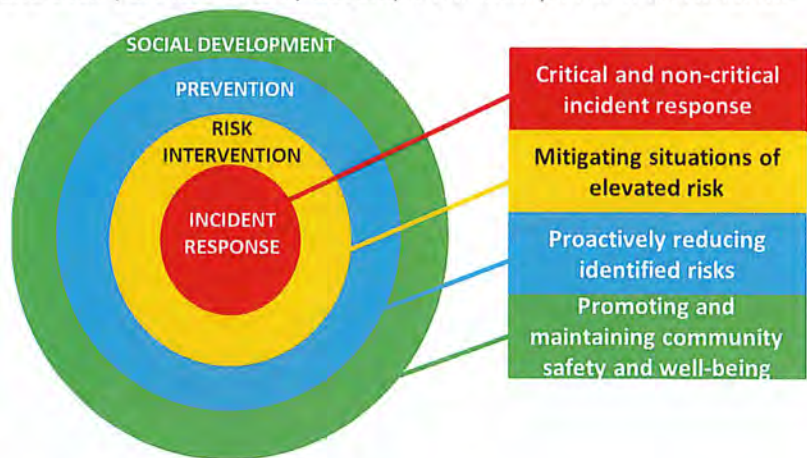 SOCIAL DEVELOPMENT
PREVENTION
RISK
INTERVENTION
INCIDENT
RESPONSE
Critical and non-critical
incident response
Mitigating situations of
elevated risk
Proactively reducing
identified risks
Promoting and
maintaining community
safety and well-being